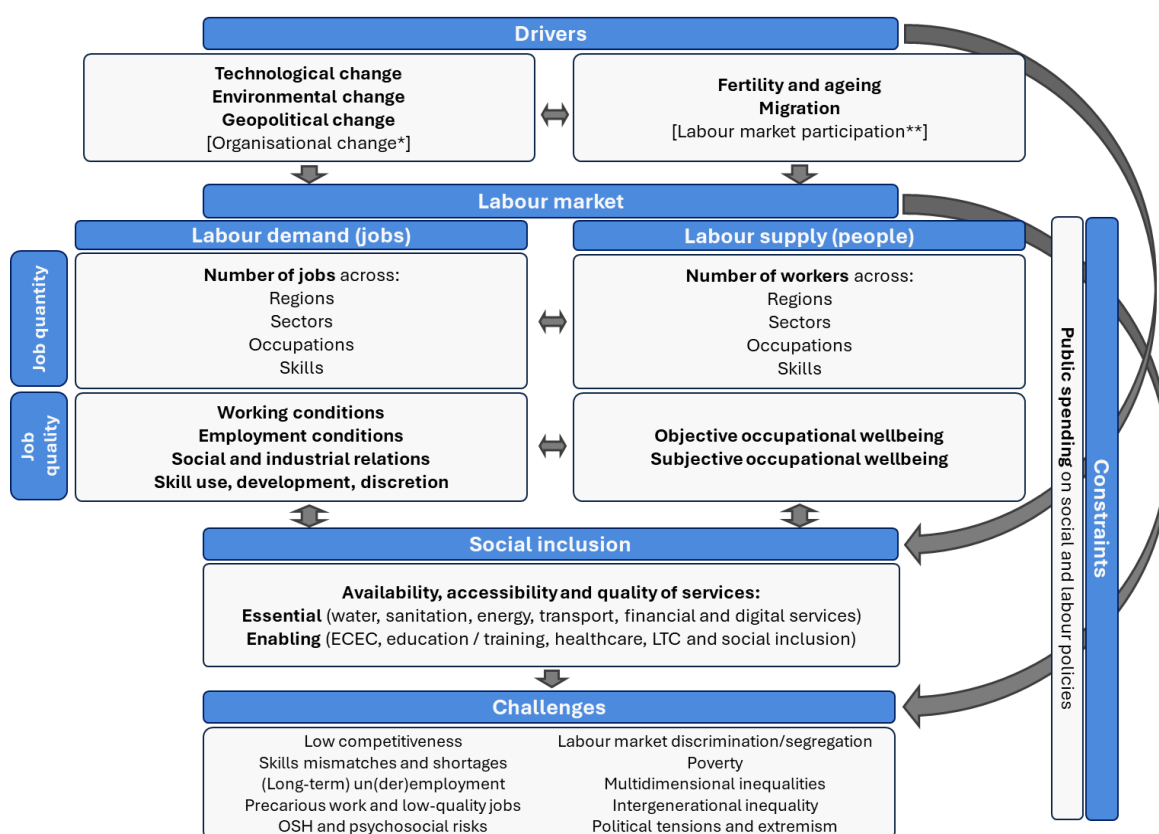 Drivers
Technological change
Environmental change
Geopolitical change
[Organisational change*]
Fertility and ageing
Migration
[Labour market participation**]
Labour market
Labour demand (jobs)
Labour supply (people)
Job quantity
Number of jobs across:
Regions
Sectors
Occupations
Skills
Number of workers across:
Regions
Sectors
Occupations
Skills
Job
quality
Working conditions
Employment conditions
Social and industrial relations
Skill use, development, discretion
Objective occupational wellbeing
Subjective occupational wellbeing
Public spending on social and labour policies
Constraints
Social inclusion
Availability, accessibility and quality of services:
Essential (water, sanitation, energy, transport, financial and digital services)
Enabling (ECEC, education / training, healthcare, LTC and social inclusion)
Challenges
Low competitiveness
Skills mismatches and shortages
(Long-term) un(der)employment
Precarious work and low-quality jobs
OSH and psychosocial risks
Labour market discrimination/segregation
Poverty
Multidimensional inequalities
Intergenerational inequality
Political tensions and extremism